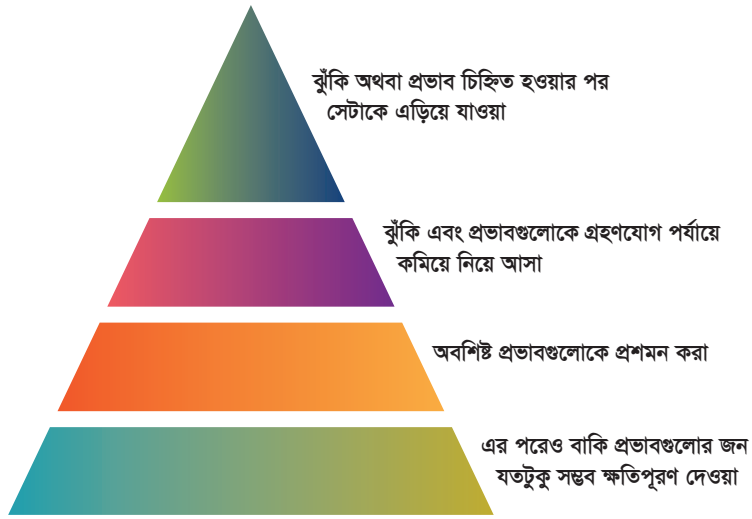 ঝুঁকি অথবা প্রভাব চিহ্নিত হওয়ার পর
সেটাকে এড়িয়ে যাওয়া
ঝুঁকি এবং প্রভাবগুলোকে গ্রহণযোগ পর্যায়ে
কমিয়ে নিয়ে আসা
অবশিষ্ট প্রভাবগুলোকে প্রশমন করা
এর পরেও বাকি প্রভাবগুলোর জন
যতটুকু সম্ভব ক্ষতিপূরণ দেওয়া